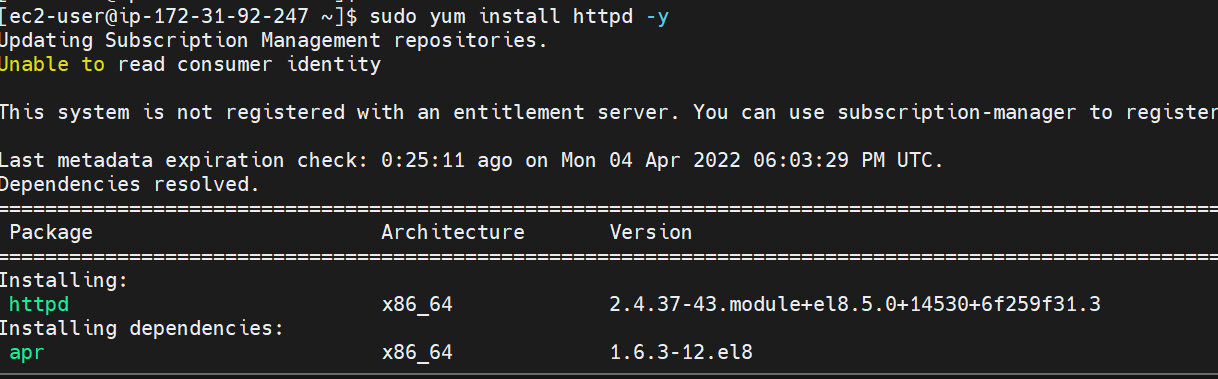 [ec2-user@ip-172-31-92-247 ~]$ sudo yum install httpd -y
Updating Subscription Management repositories.
Unable to read consumer identity
This system is not registered with an entitlement server. You can use subscription-manager to register
Last metadata expiration check: 0:25:11 ago on Mon 04 Apr 2022 06:03:29 PM UTC.
Dependencies resolved.
================================================================================
Package Architecture Version
================================================================================
Installing:
httpd x86_64 2.4.37-43.module+el8.5.0+14530+6f259f31.3
Installing dependencies:
apr x86_64 1.6.3-12.el8